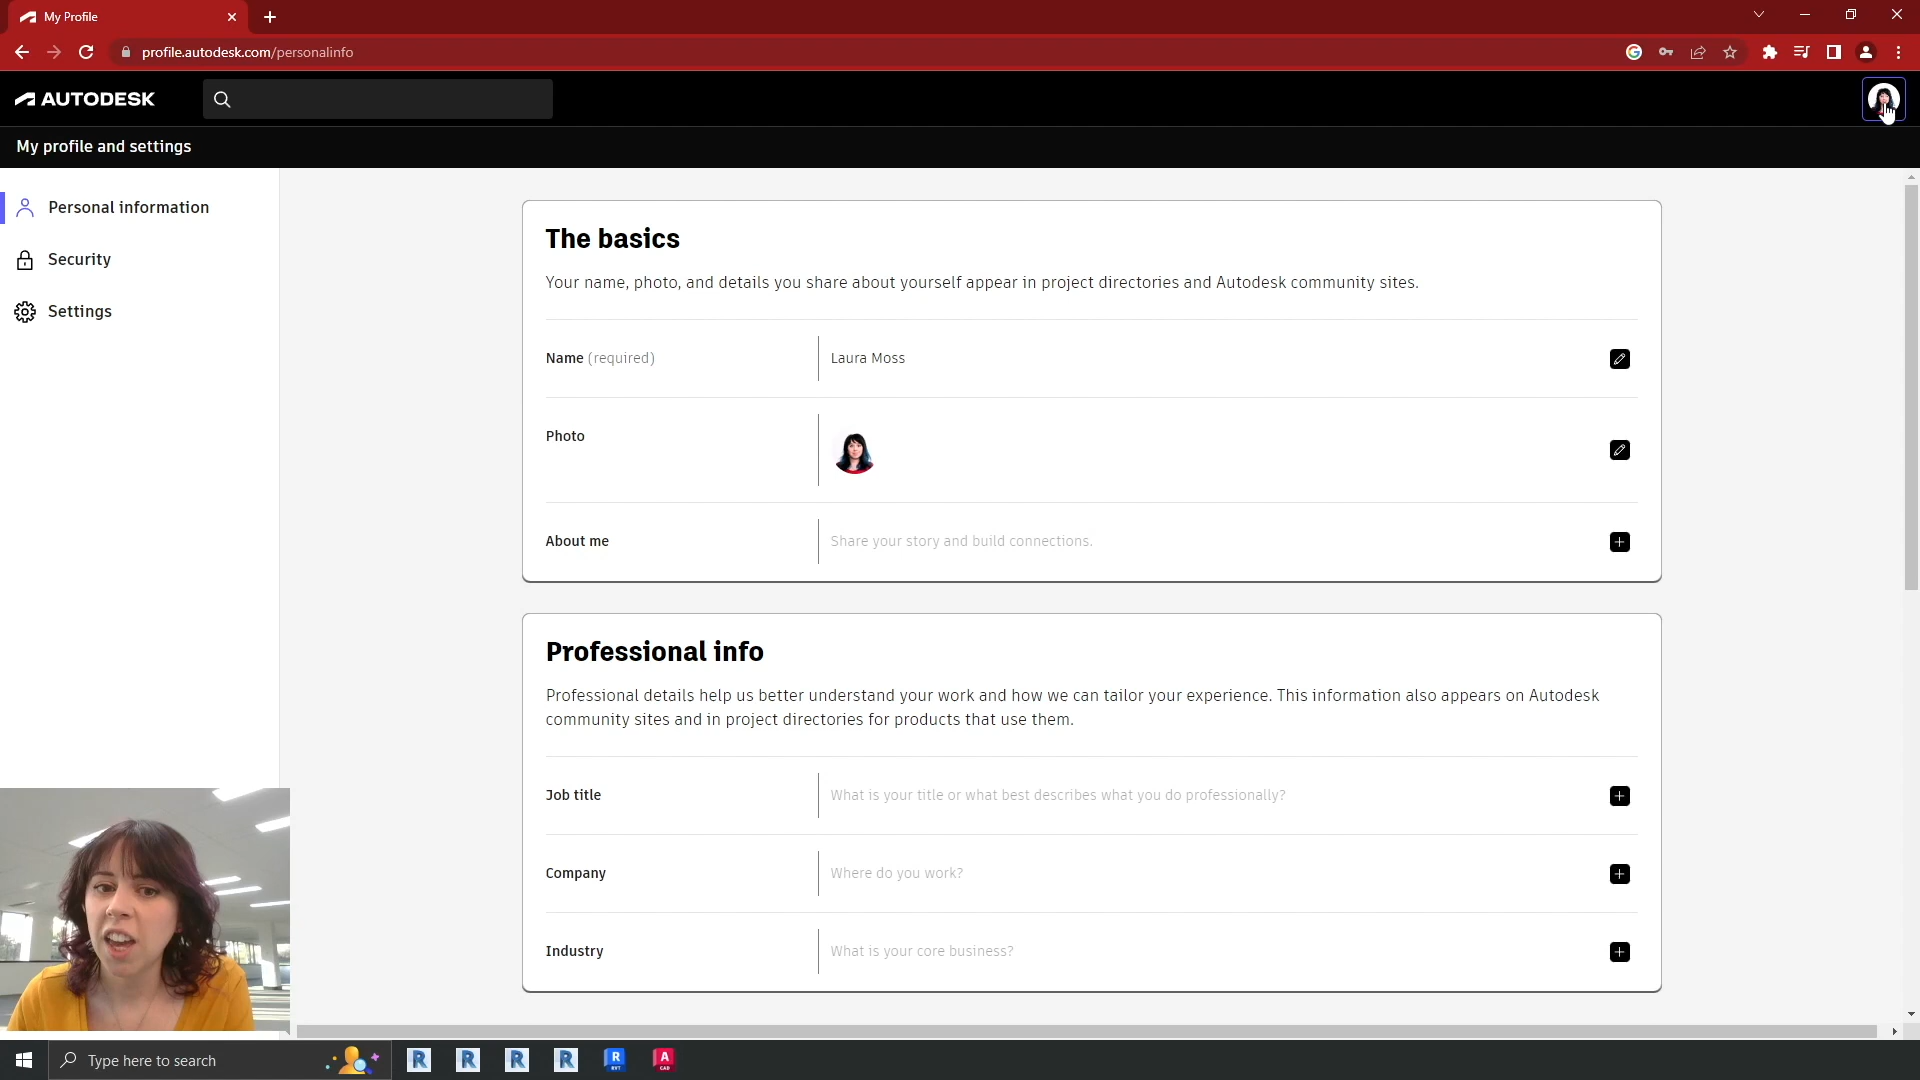 My Profile
profile.autodesk.com/personalinfo
AUTODESK
My profile and settings
Personal information
Security
Settings
The basics
Your name, photo, and details you share about yourself appear in project directories and Autodesk community sites.
Name (required)
Laura Moss
Photo
About me
Share your story and build connections.
Professional info
Professional details help us better understand your work and how we can tailor your experience. This information also appears on Autodesk
community sites and in project directories for products that use them.
Job title
What is your title or what best describes what you do professionally?
Company
Where do you work?
Industry
What is your core business?
Type here to search
R
R
R
R
R
RVT
A
CAD